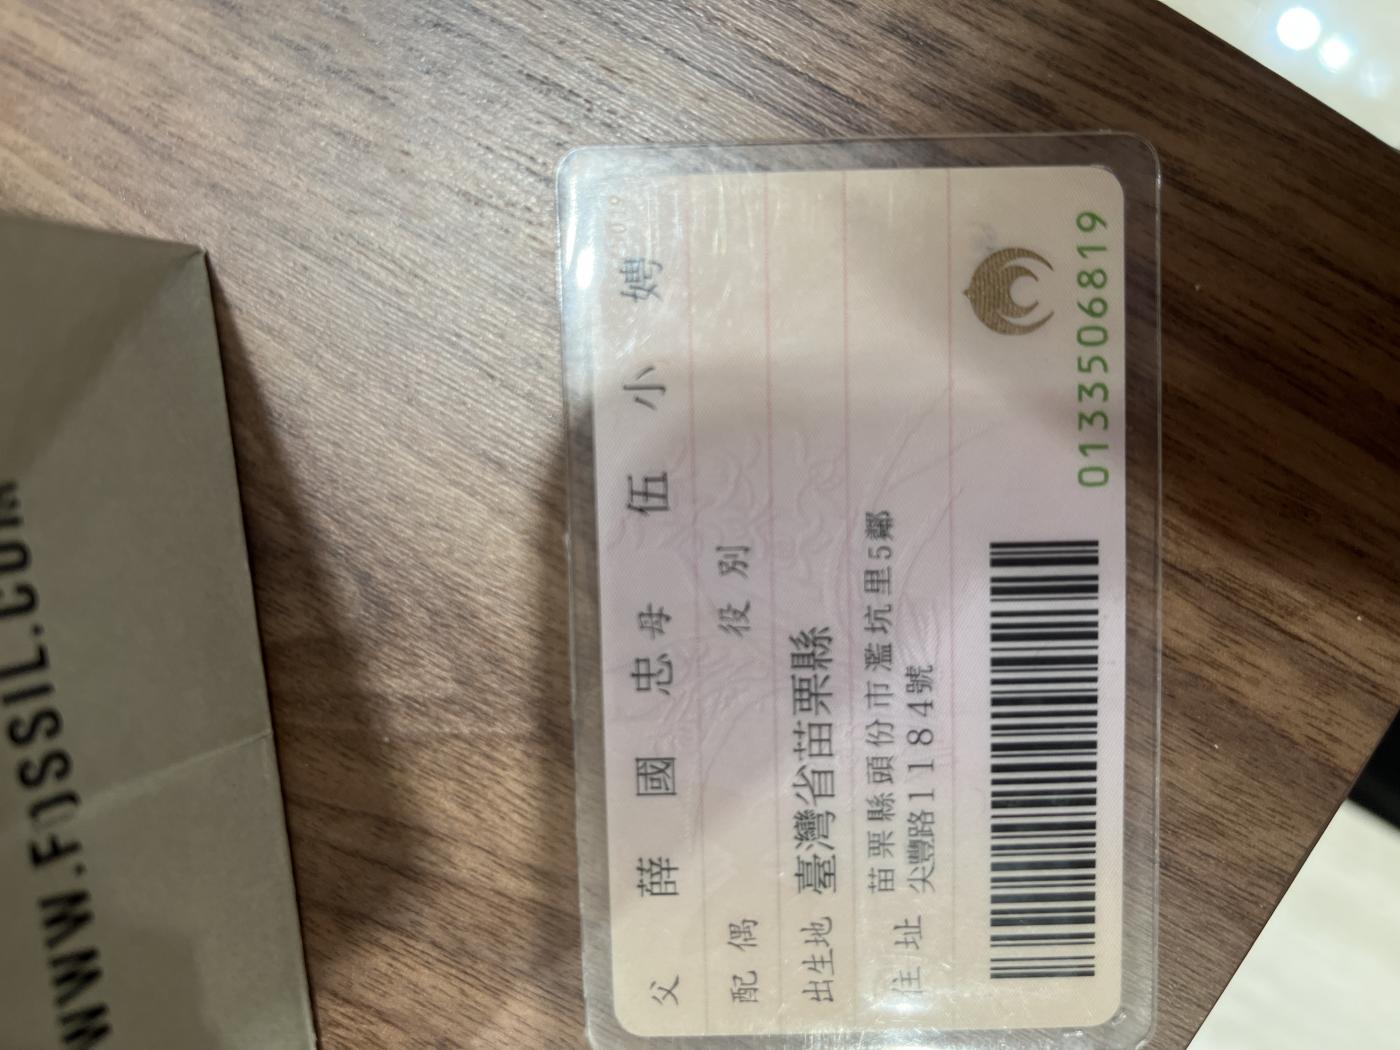 WWW.FOSSIL.COM
父 薛國忠 母 伍小娉
配偶 役別
出生地 臺灣省苗栗縣
住址 苗栗縣頭份市濫坑里5鄰
尖豐路1184號
0133506819